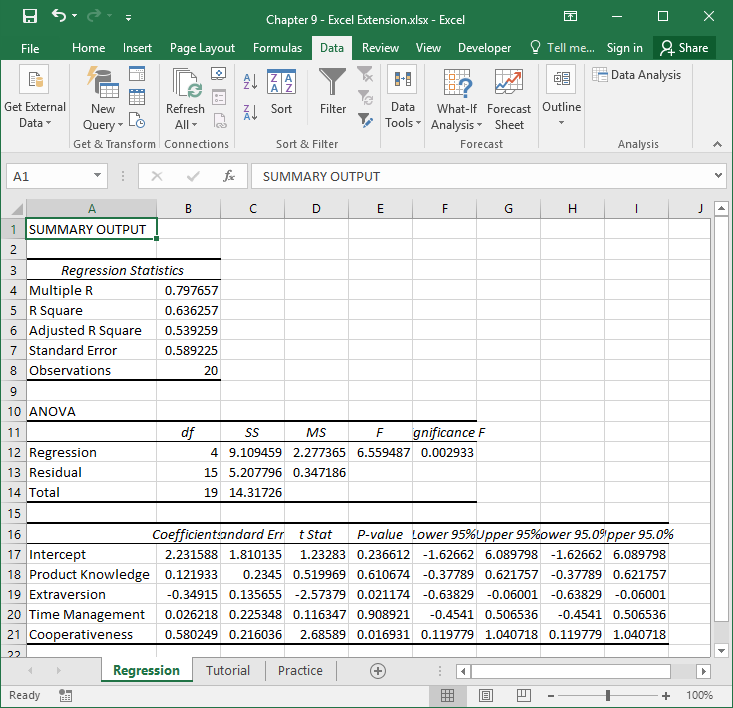 Chapter 9 - Excel Extension.xlsx - Excel
File Home Insert Page Layout Formulas Data Review View Developer Tell me... Sign in Share
Get External Data
New Query
Get & Transform
Refresh All
Connections
Sort
Filter
Sort & Filter
Data Tools
What-If Analysis
Forecast Sheet
Forecast
Outline
Data Analysis
Analysis
A1 fx SUMMARY OUTPUT
A B C D E F G H I J
1 SUMMARY OUTPUT
2
3 Regression Statistics
4 Multiple R 0.797657
5 R Square 0.636257
6 Adjusted R Square 0.539259
7 Standard Error 0.589225
8 Observations 20
9
10 ANOVA
11 df SS MS F gnificance F
12 Regression 4 9.109459 2.277365 6.559487 0.002933
13 Residual 15 5.207796 0.347186
14 Total 19 14.31726
15
16 Coefficients andard Err t Stat P-value Lower 95% Upper 95% ower 95.0% pper 95.0%
17 Intercept 2.231588 1.810135 1.23283 0.236612 -1.62662 6.089798 -1.62662 6.089798
18 Product Knowledge 0.121933 0.2345 0.519969 0.610674 -0.37789 0.621757 -0.37789 0.621757
19 Extraversion -0.34915 0.135655 -2.57379 0.021174 -0.63829 -0.06001 -0.63829 -0.06001
20 Time Management 0.026218 0.225348 0.116347 0.908921 -0.4541 0.506536 -0.4541 0.506536
21 Cooperativeness 0.580249 0.216036 2.68589 0.016931 0.119779 1.040718 0.119779 1.040718
22
Regression Tutorial Practice
Ready 100%